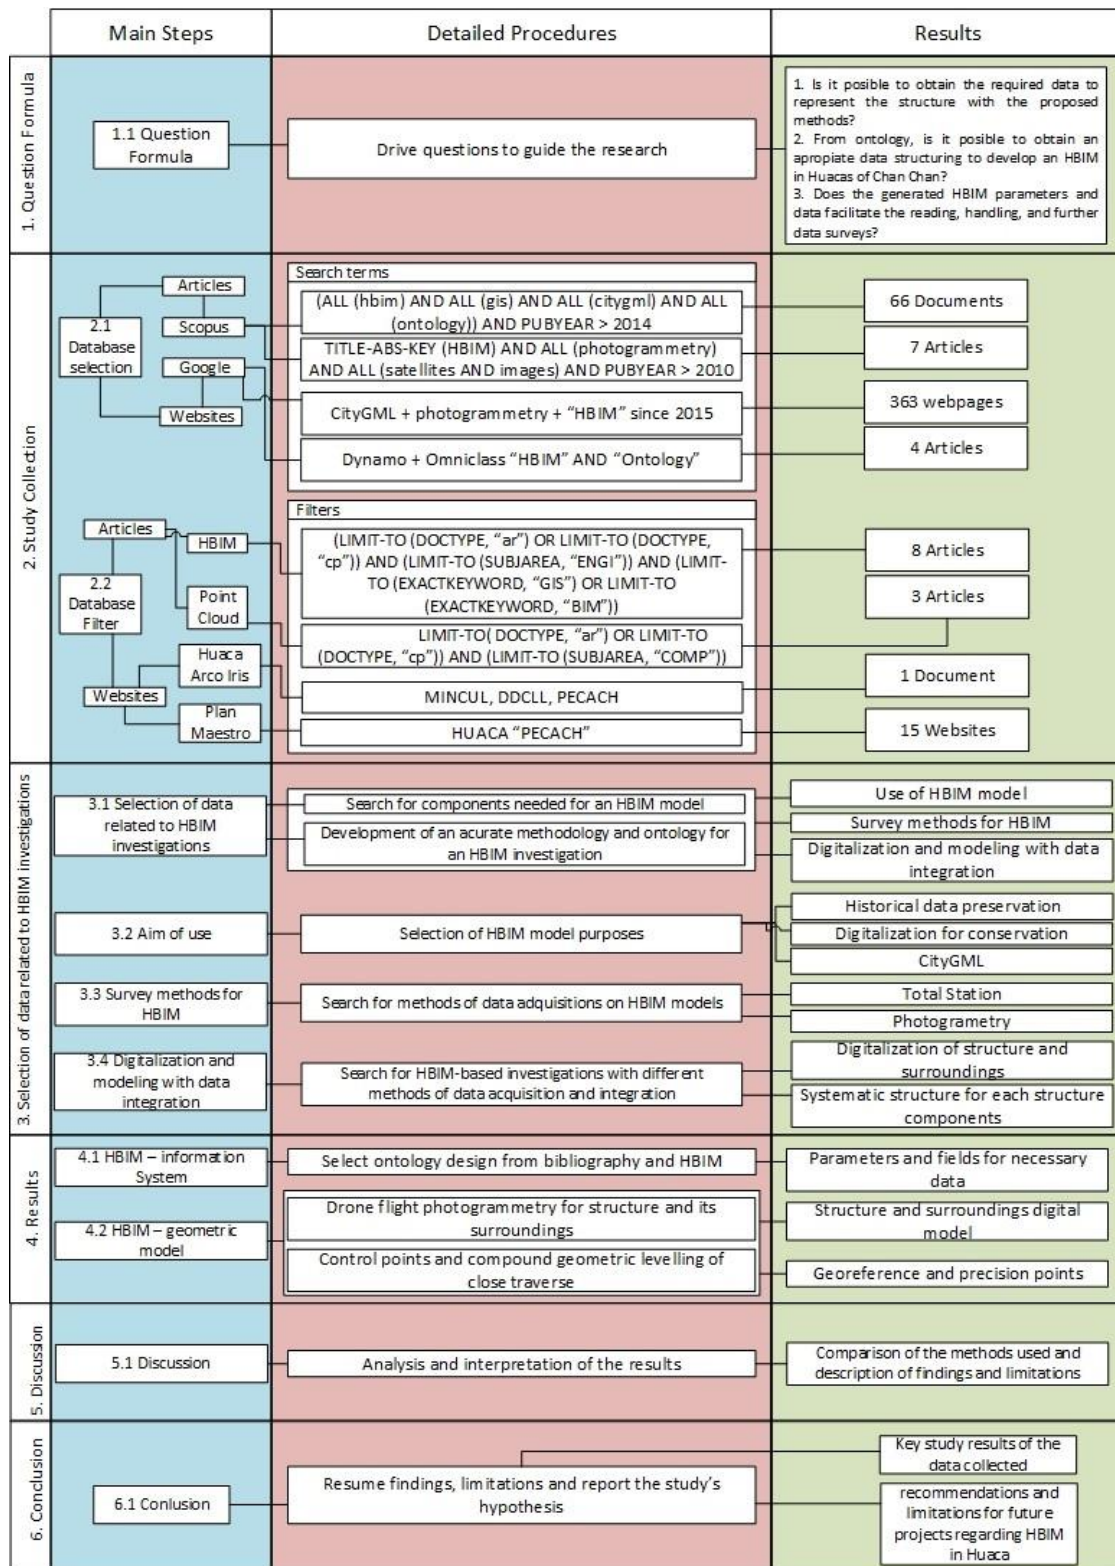 Main Steps
Detailed Procedures
Results
1. Question Formula
1.1 Question
Formula
Drive questions to guide the research
1. Is it posible to obtain the required data to
represent the structure with the proposed
methods?
2. From ontology, is it posible to obtain an
apropiate data structuring to develop an HBIM
in Huacas of Chan Chan?
3. Does the generated HBIM parameters and
data facilitate the reading, handling, and further
data surveys?
2. Study Collection
2.1
Database
selection
Articles
Scopus
Google
Websites
Search terms
(ALL (hbim) AND ALL (gis) AND ALL (citygml) AND ALL
(ontology)) AND PUBYEAR > 2014
TITLE-ABS-KEY (HBIM) AND ALL (photogrammetry)
AND ALL (satellites AND images) AND PUBYEAR > 2010
CityGML + photogrammetry + “HBIM” since 2015
Dynamo + Omniclass “HBIM” AND “Ontology”
66 Documents
7 Articles
363 webpages
4 Articles
2.2
Database
Filter
Articles
HBIM
Point
Cloud
Huaca
Arco Iris
Websites
Plan
Maestro
Filters
(LIMIT-TO (DOCTYPE, “ar”) OR LIMIT-TO (DOCTYPE,
“cp”)) AND (LIMIT-TO (SUBJAREA, “ENGI”)) AND (LIMIT-
TO (EXACTKEYWORD, “GIS”) OR LIMIT-TO
(EXACTKEYWORD, “BIM”))
LIMIT-TO( DOCTYPE, “ar”) OR LIMIT-TO
(DOCTYPE, “cp”)) AND (LIMIT-TO (SUBJAREA, “COMP”))
MINCUL, DDCLL, PECACH
HUACA “PECACH”
8 Articles
3 Articles
1 Document
15 Websites
3. Selection of data related to HBIM investigations
3.1 Selection of data
related to HBIM
investigations
Search for components needed for an HBIM model
Development of an acurate methodology and ontology for
an HBIM investigation
Use of HBIM model
Survey methods for HBIM
Digitalization and modeling with data
integration
3.2 Aim of use
Selection of HBIM model purposes
Historical data preservation
Digitalization for conservation
CityGML
3.3 Survey methods for
HBIM
Search for methods of data adquisitions on HBIM models
Total Station
Photogrametry
3.4 Digitalization and
modeling with data
integration
Search for HBIM-based investigations with different
methods of data acquisition and integration
Digitalization of structure and
surroundings
Systematic structure for each structure
components
4. Results
4.1 HBIM – information
System
Select ontology design from bibliography and HBIM
Parameters and fields for necessary
data
4.2 HBIM – geometric
model
Drone flight photogrammetry for structure and its
surroundings
Control points and compound geometric levelling of
close traverse
Structure and surroundings digital
model
Georeference and precision points
5. Discussion
5.1 Discussion
Analysis and interpretation of the results
Comparison of the methods used and
description of findings and limitations
6. Conclusion
6.1 Conlusion
Resume findings, limitations and report the study’s
hypothesis
Key study results of the
data collected
recommendations and
limitations for future
projects regarding HBIM
in Huaca